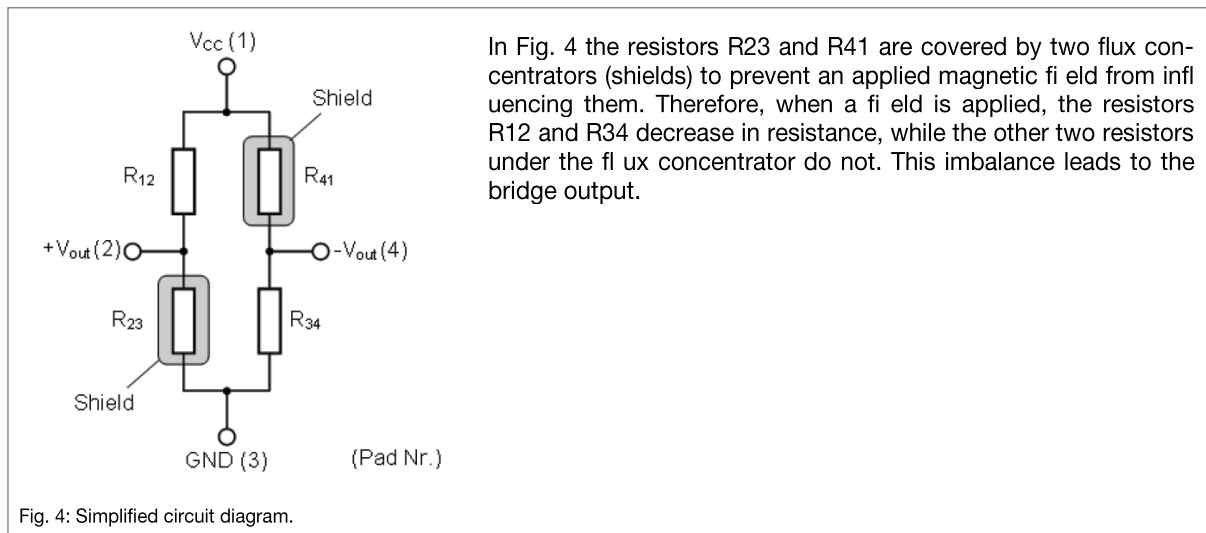 Vcc (1)
Shield
R12
R41
+Vout (2)
-Vout (4)
R23
R34
Shield
GND (3)
(Pad Nr.)
Fig. 4: Simplified circuit diagram.
In Fig. 4 the resistors R23 and R41 are covered by two flux con-
centrators (shields) to prevent an applied magnetic fi eld from infl
uencing them. Therefore, when a fi eld is applied, the resistors
R12 and R34 decrease in resistance, while the other two resistors
under the fl ux concentrator do not. This imbalance leads to the
bridge output.